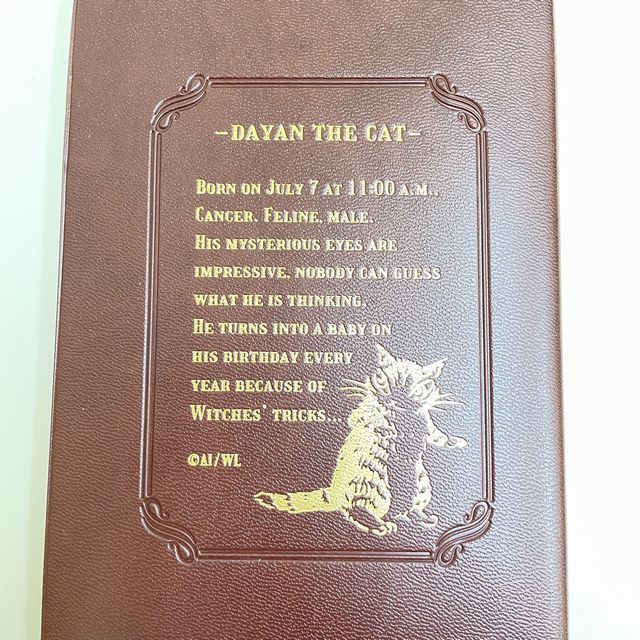 -DAYAN THE CAT-
BORN ON JULY 7 AT 11:00 A.M.,
CANCER. FELINE, MALE.
HIS MYSTERIOUS EYES ARE
IMPRESSIVE, NOBODY CAN GUESS
WHAT HE IS THINKING.
HE TURNS INTO A BABY ON
HIS BIRTHDAY EVERY
YEAR BECAUSE OF
WITCHES' TRICKS...
©AI/WL